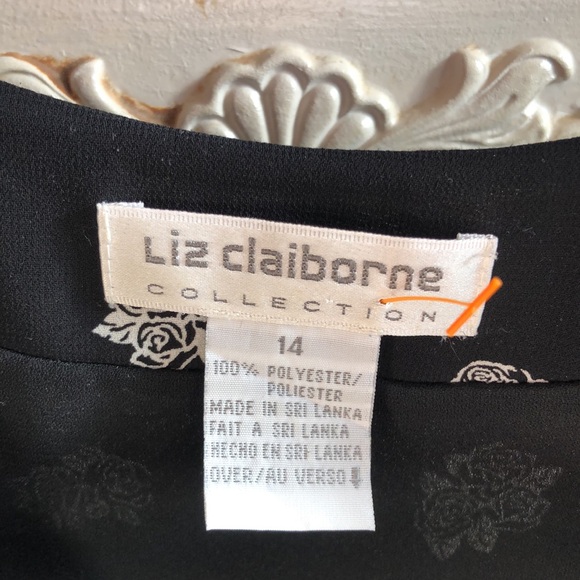 Liz claiborne
COLLECTION
14
100% POLYESTER/
POLIESTER
MADE IN SRI LANKA
FAIT A SRI LANKA
HECHO EN SRI LANKA
OVER/AU VERSO